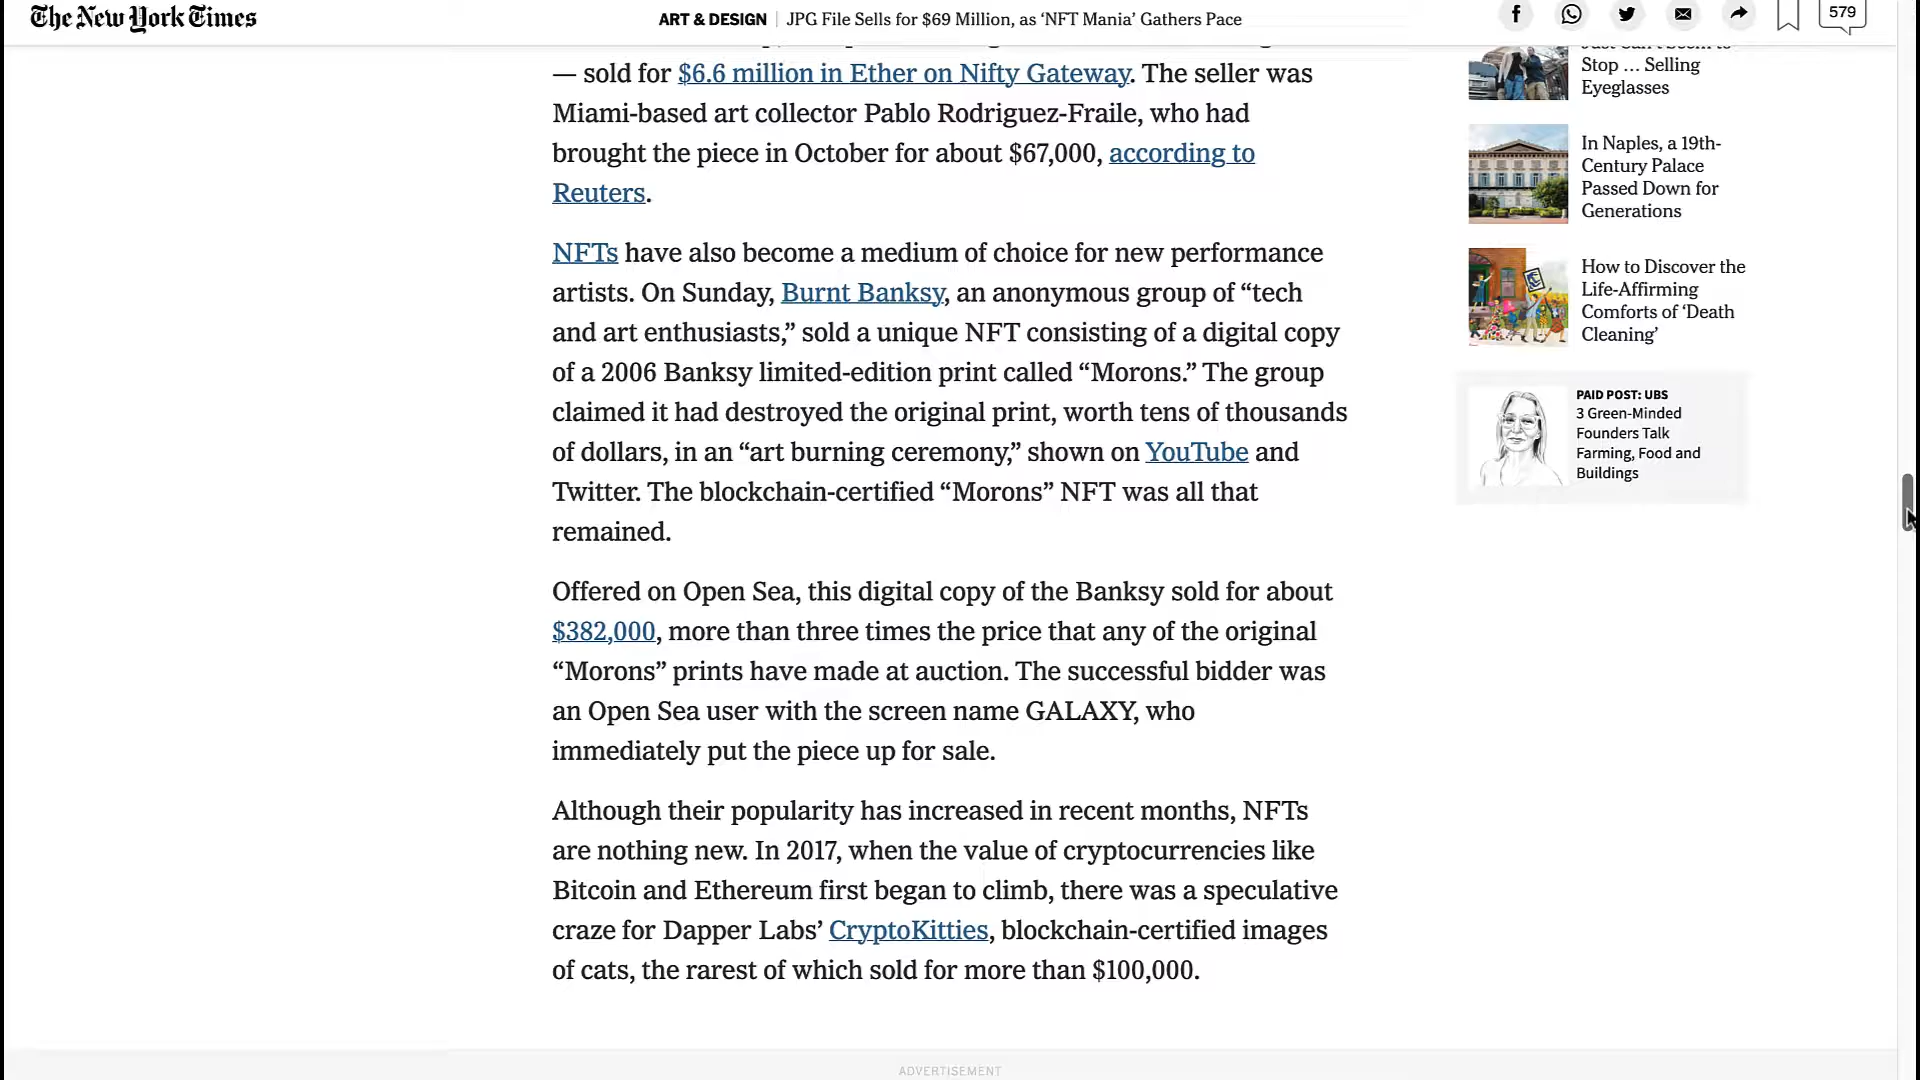 The New York Times
ART & DESIGN | JPG File Sells for $69 Million, as ‘NFT Mania’ Gathers Pace
579
— sold for $6.6 million in Ether on Nifty Gateway. The seller was
Miami-based art collector Pablo Rodriguez-Fraile, who had
brought the piece in October for about $67,000, according to
Reuters.
NFTs have also become a medium of choice for new performance
artists. On Sunday, Burnt Banksy, an anonymous group of “tech
and art enthusiasts,” sold a unique NFT consisting of a digital copy
of a 2006 Banksy limited-edition print called “Morons.” The group
claimed it had destroyed the original print, worth tens of thousands
of dollars, in an “art burning ceremony,” shown on YouTube and
Twitter. The blockchain-certified “Morons” NFT was all that
remained.
Offered on Open Sea, this digital copy of the Banksy sold for about
$382,000, more than three times the price that any of the original
“Morons” prints have made at auction. The successful bidder was
an Open Sea user with the screen name GALAXY, who
immediately put the piece up for sale.
Although their popularity has increased in recent months, NFTs
are nothing new. In 2017, when the value of cryptocurrencies like
Bitcoin and Ethereum first began to climb, there was a speculative
craze for Dapper Labs’ CryptoKitties, blockchain-certified images
of cats, the rarest of which sold for more than $100,000.
Just Can’t Seem to
Stop … Selling
Eyeglasses
In Naples, a 19th-
Century Palace
Passed Down for
Generations
How to Discover the
Life-Affirming
Comforts of ‘Death
Cleaning’
PAID POST: UBS
3 Green-Minded
Founders Talk
Farming, Food and
Buildings
ADVERTISEMENT